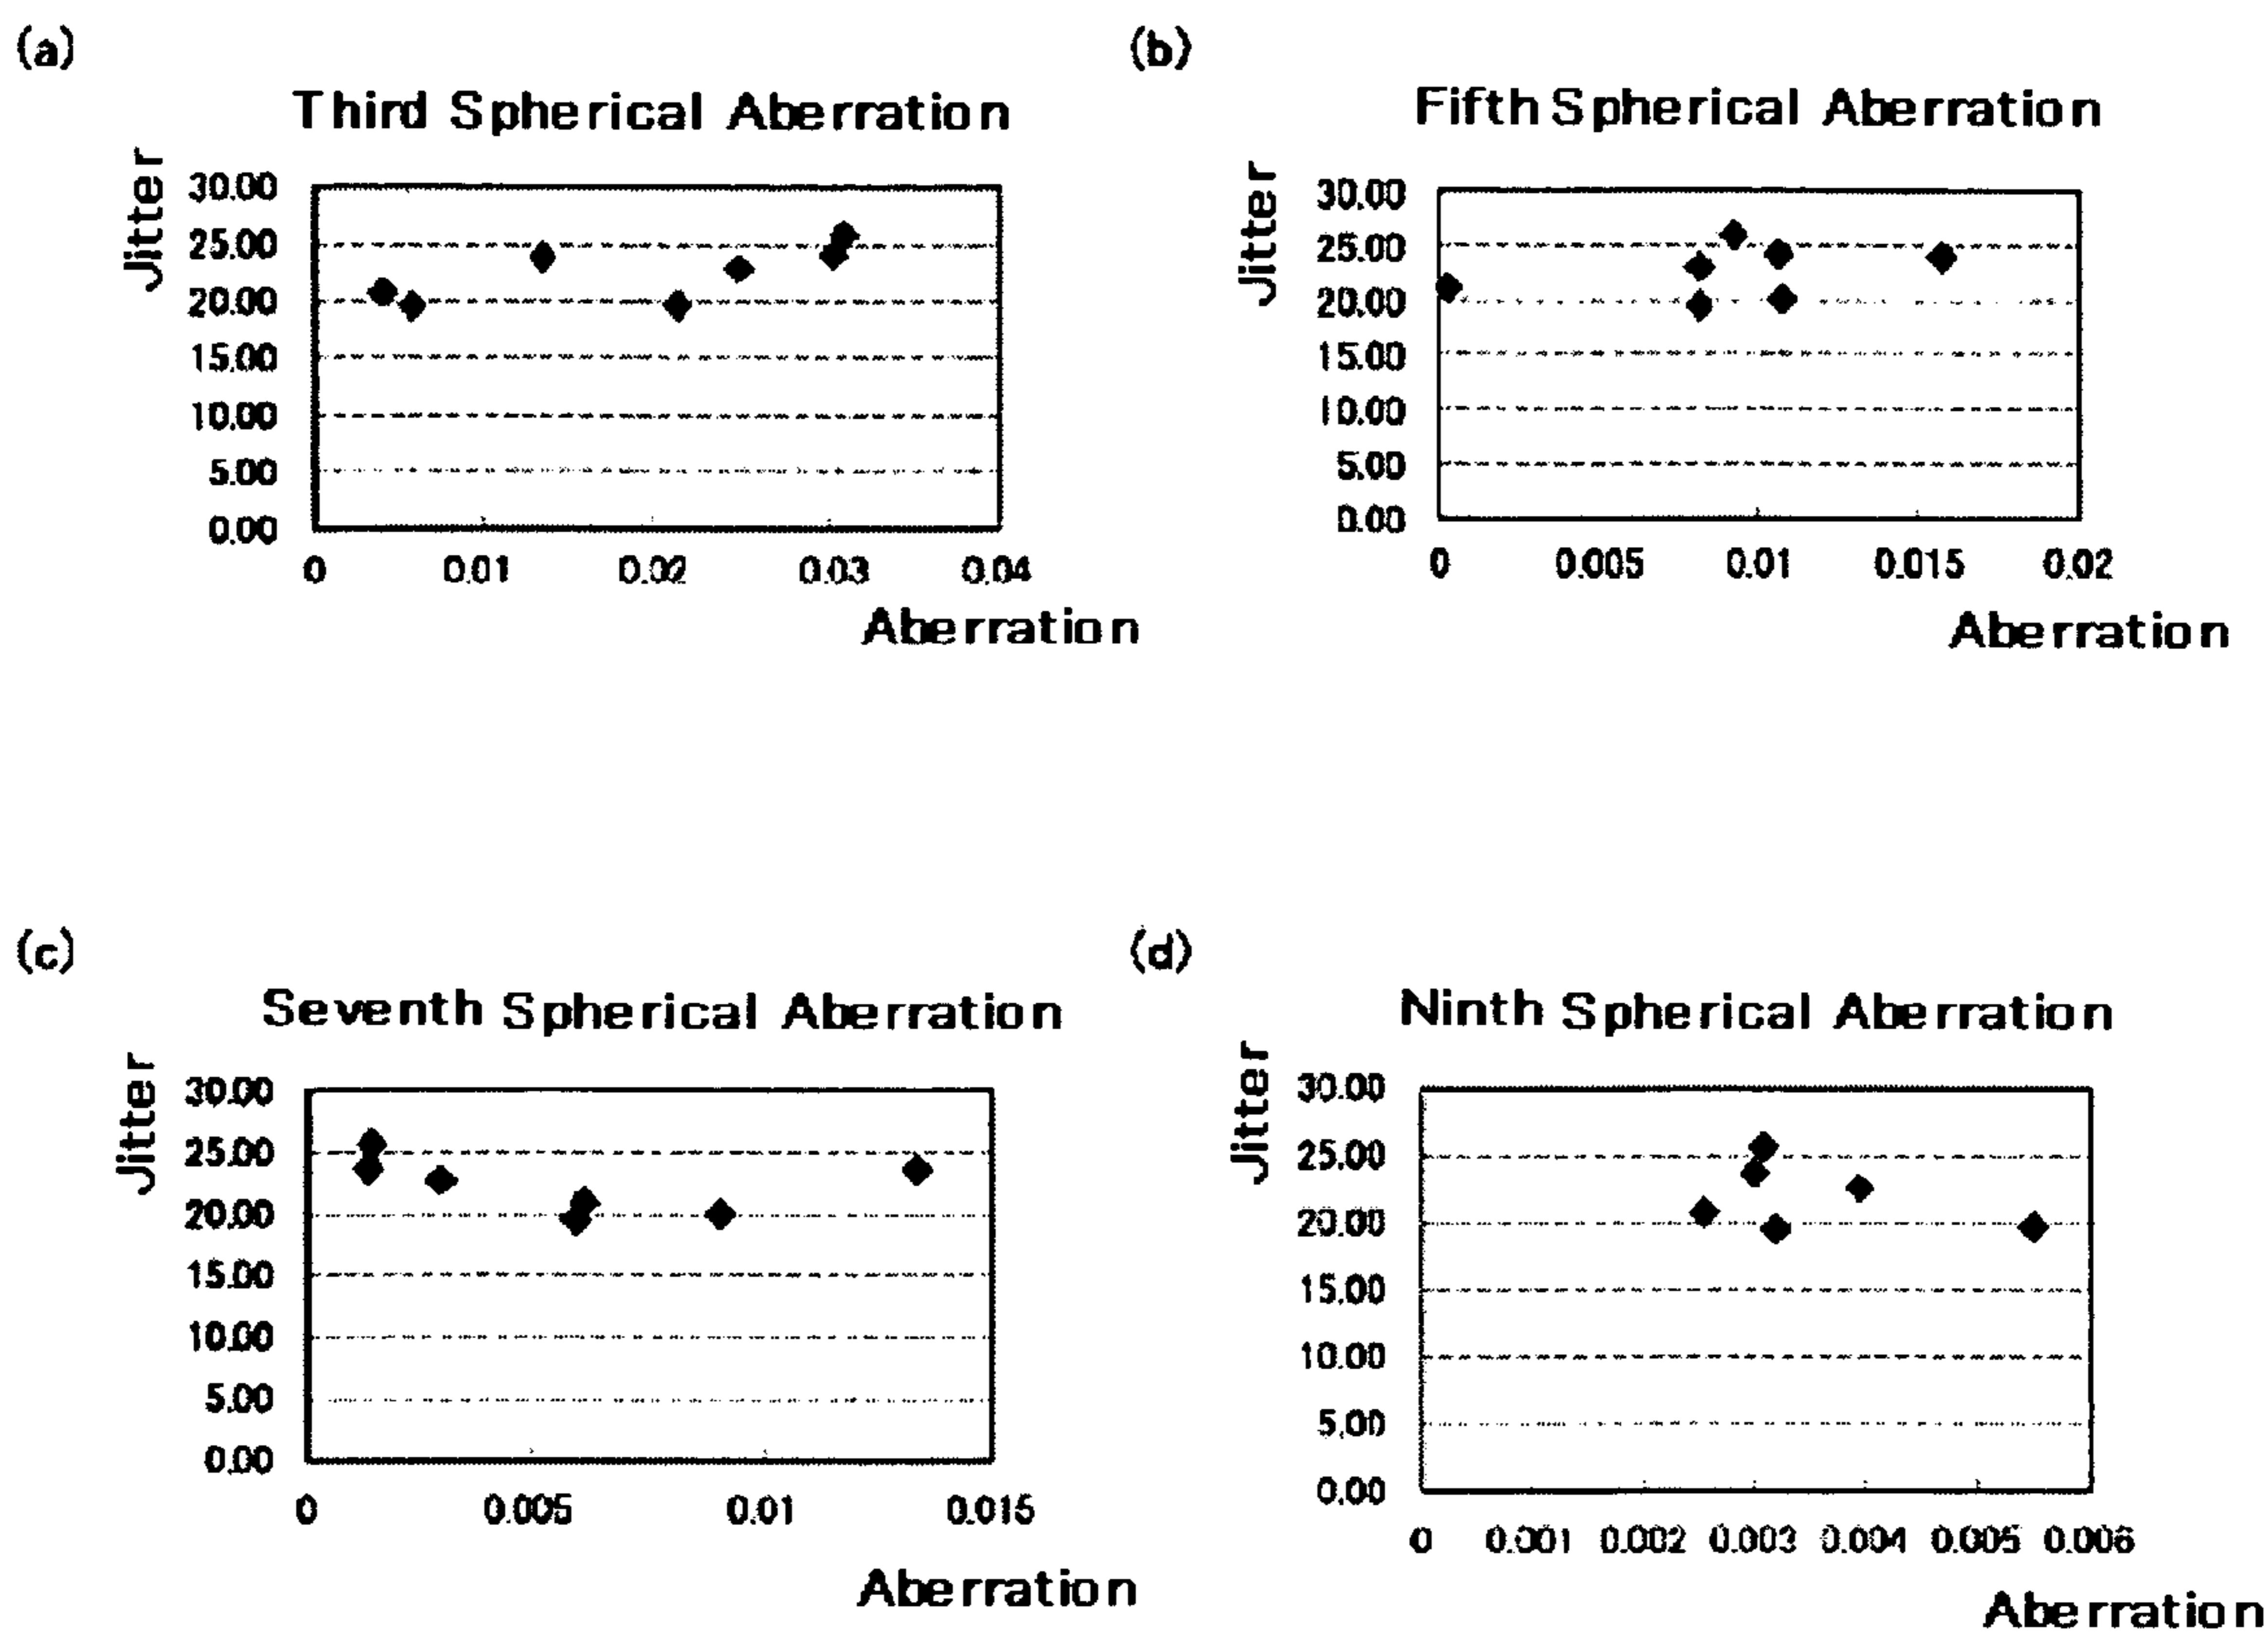 (a)
Third Spherical Aberration
Jitter
30.00
25.00
20.00
15.00
10.00
5.00
0.00
0 0.01 0.02 0.03 0.04
Aberration
(b)
Fifth Spherical Aberration
Jitter
30.00
25.00
20.00
15.00
10.00
5.00
0.00
0 0.005 0.01 0.015 0.02
Aberration
(c)
Seventh Spherical Aberration
Jitter
30.00
25.00
20.00
15.00
10.00
5.00
0.00
0 0.005 0.01 0.015
Aberration
(d)
Ninth Spherical Aberration
Jitter
30.00
25.00
20.00
15.00
10.00
5.00
0.00
0 0.001 0.002 0.003 0.004 0.005 0.006
Aberration